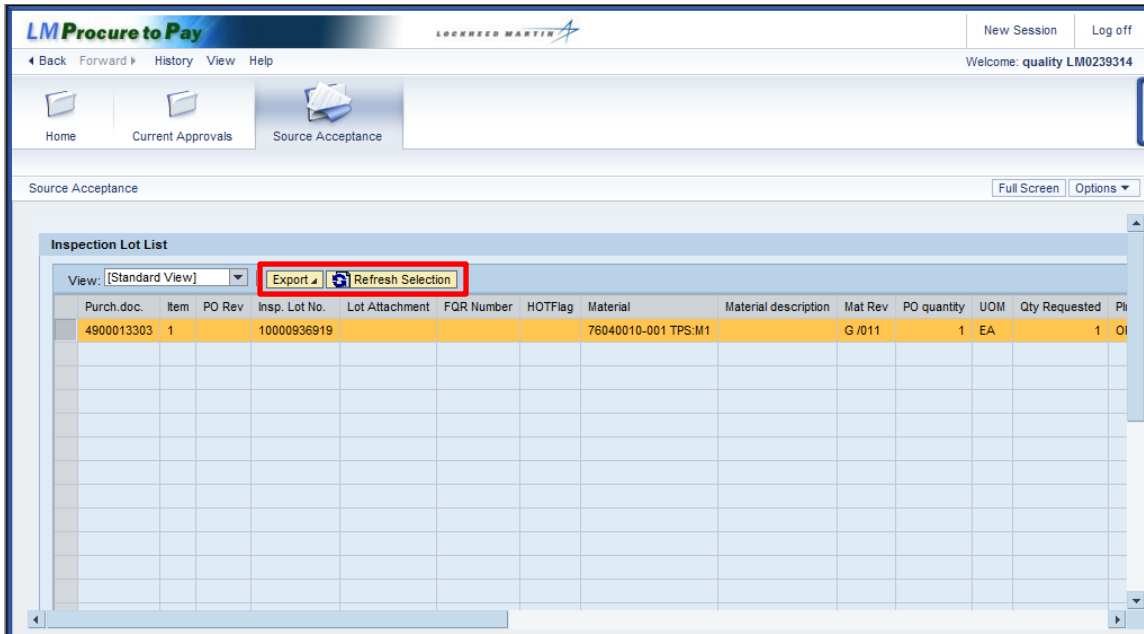 LM Procure to Pay LOCKHEED MARTIN New Session Log off
Back Forward History View Help Welcome: quality LM0239314
Home Current Approvals Source Acceptance
Source Acceptance Full Screen Options
Inspection Lot List
View: [Standard View] Export Refresh Selection
Purch.doc. Item PO Rev Insp. Lot No. Lot Attachment FQR Number HOTFlag Material Material description Mat Rev PO quantity UOM Qty Requested
4900013303 1 10000936919 76040010-001 TPS:M1 G /011 1 EA 1